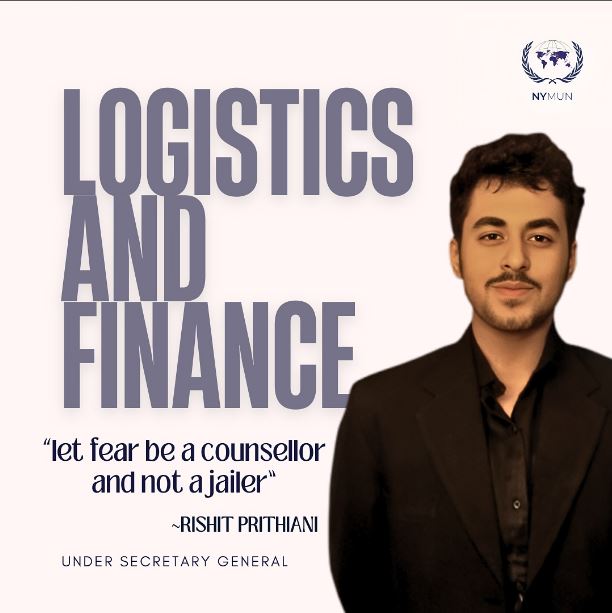 NYMUN
LOGISTICS
AND
FINANCE
“let fear be a counsellor
and not a jailer“
~RISHIT PRITHIANI
UNDER SECRETARY GENERAL